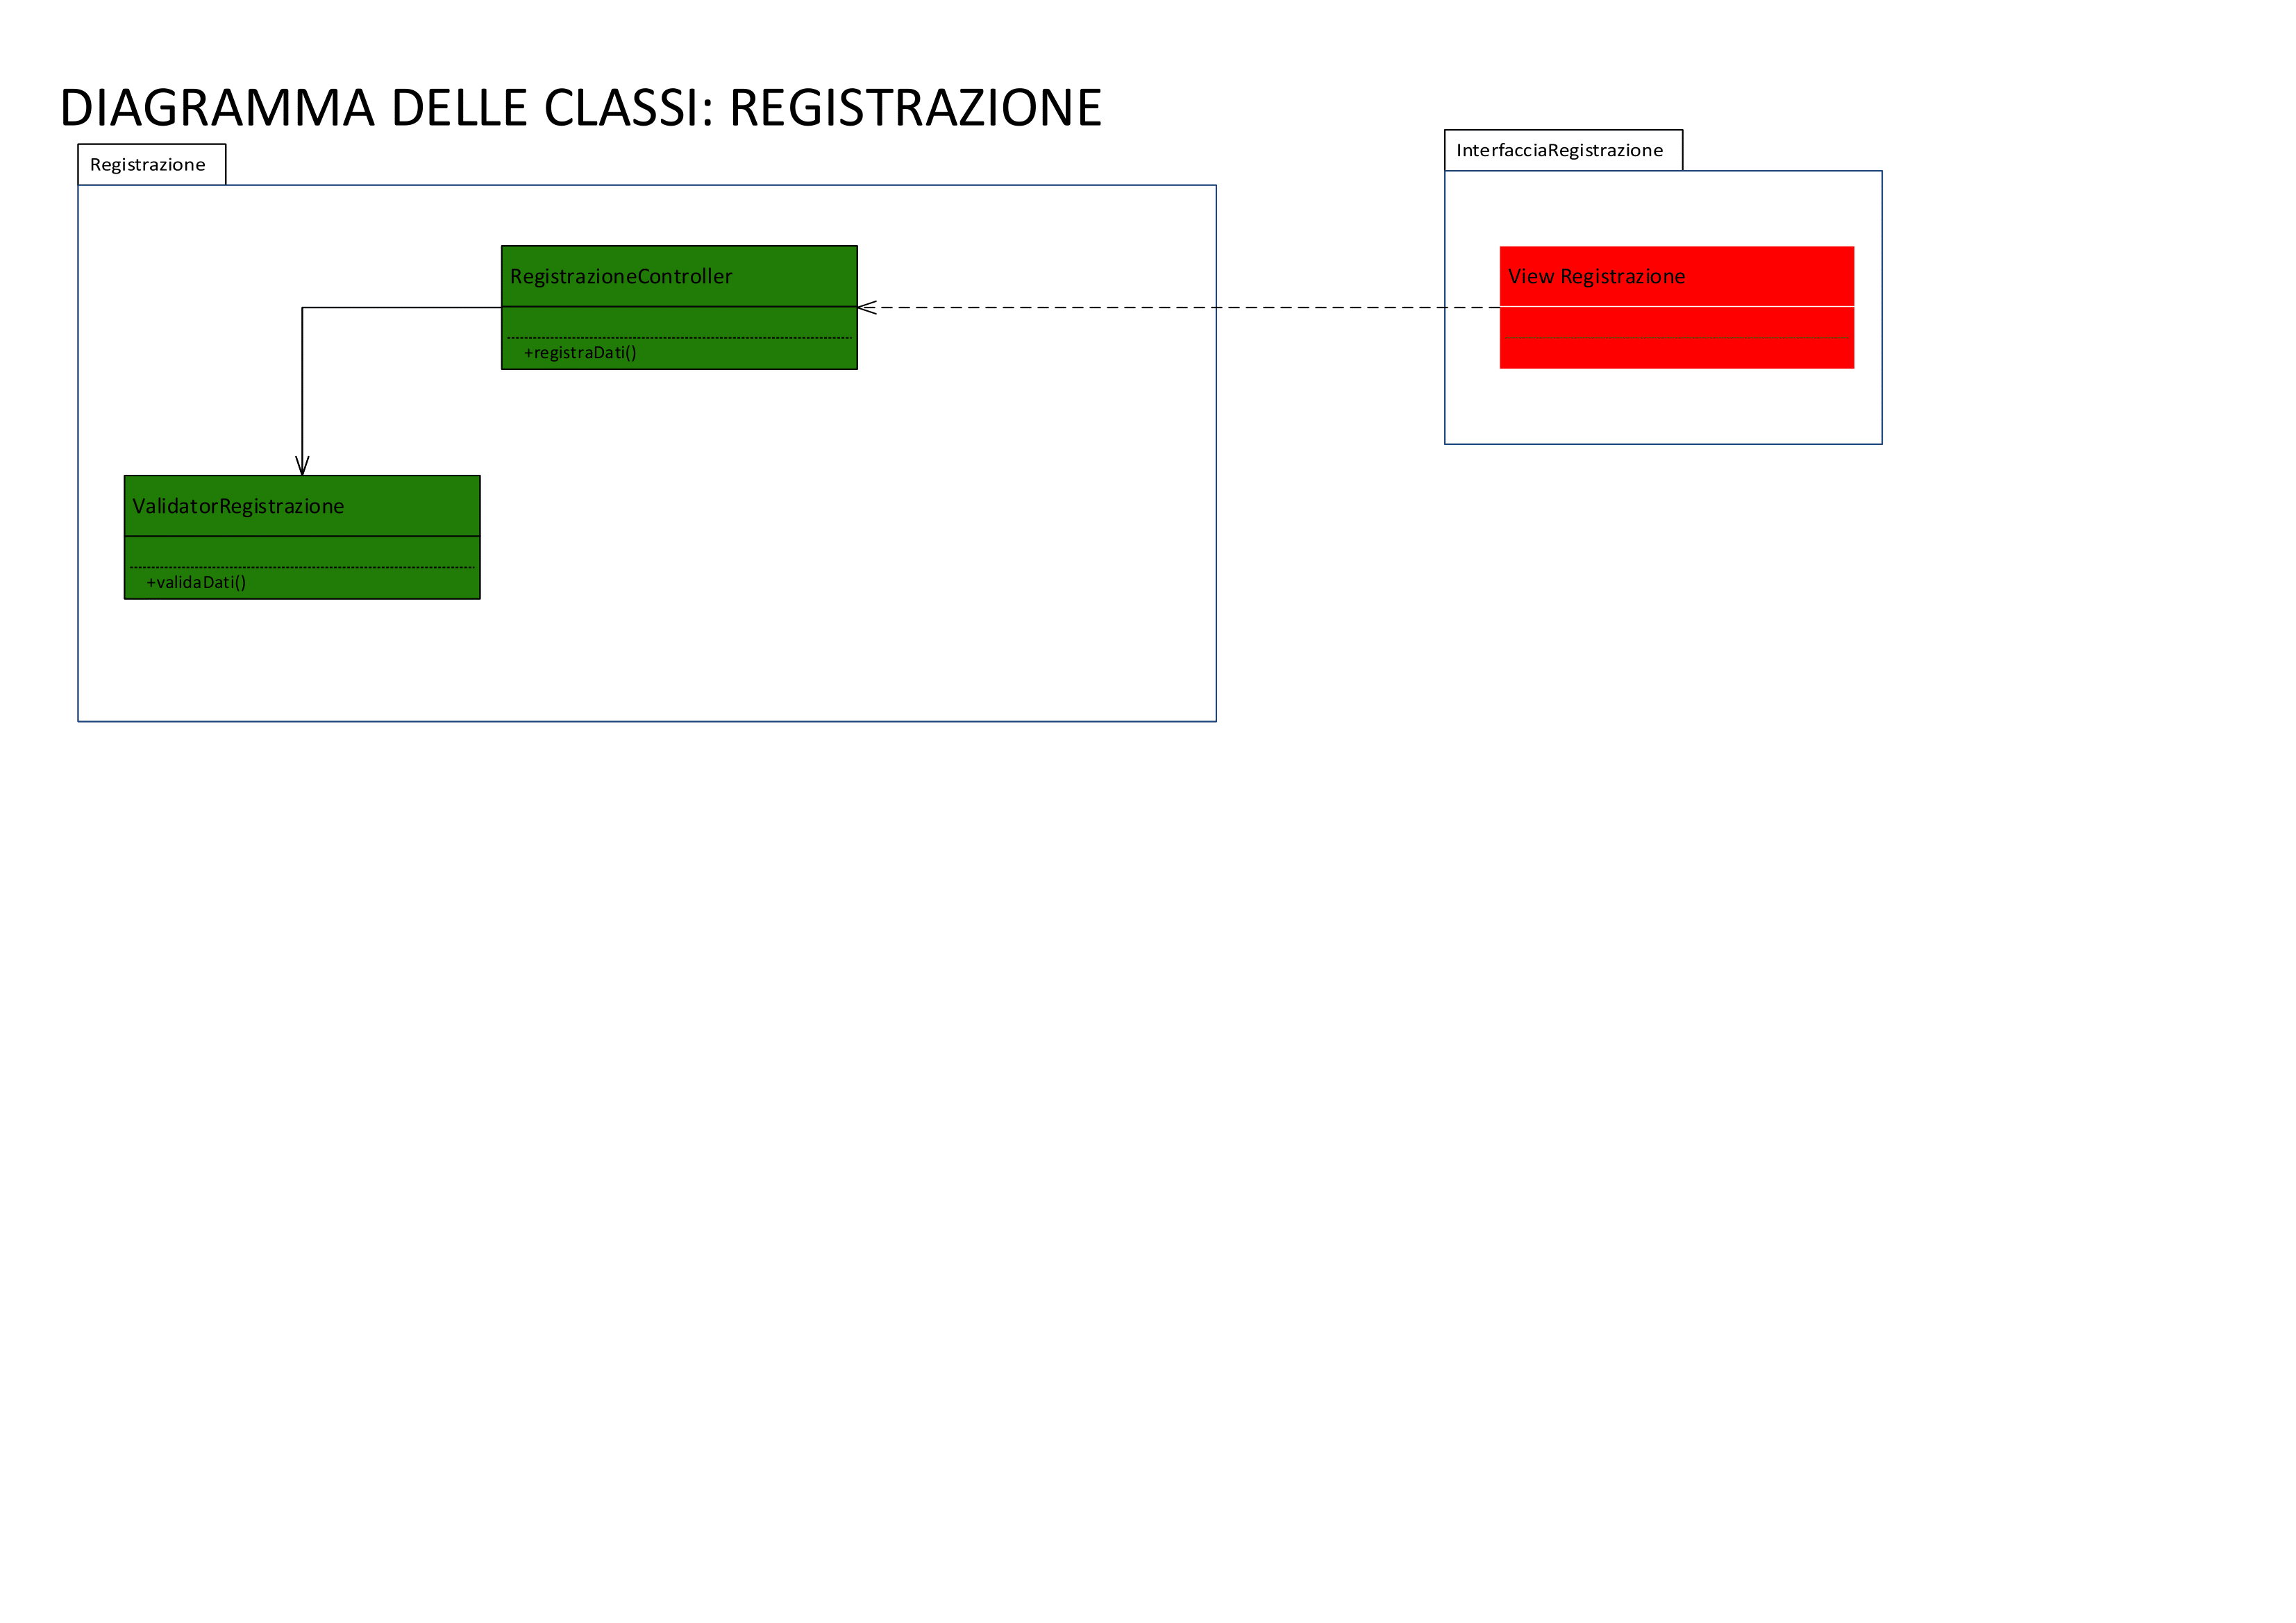 DIAGRAMMA DELLE CLASSI: REGISTRAZIONE
Registrazione
InterfacciaRegistrazione
RegistrazioneController
+registraDati()
View Registrazione
ValidatorRegistrazione
+validaDati()